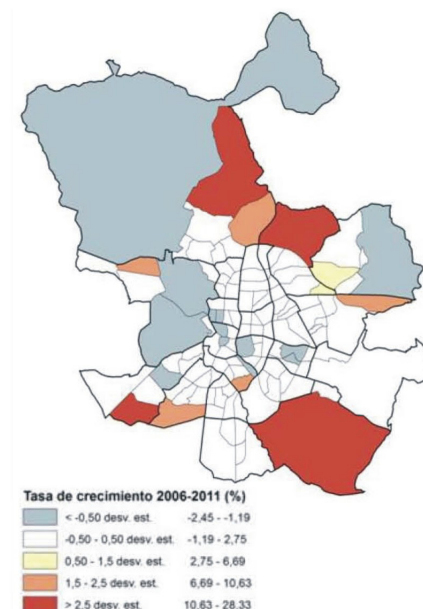 Tasa de crecimiento 2006-2011 (%)
< -0,50 desv. est. -2,45 - -1,19
-0,50 - 0,50 desv. est. -1,19 - 2,75
0,50 - 1,5 desv. est. 2,75 - 6,69
1,5 - 2,5 desv. est. 6,69 - 10,63
> 2,5 desv. est. 10,63 - 28,33